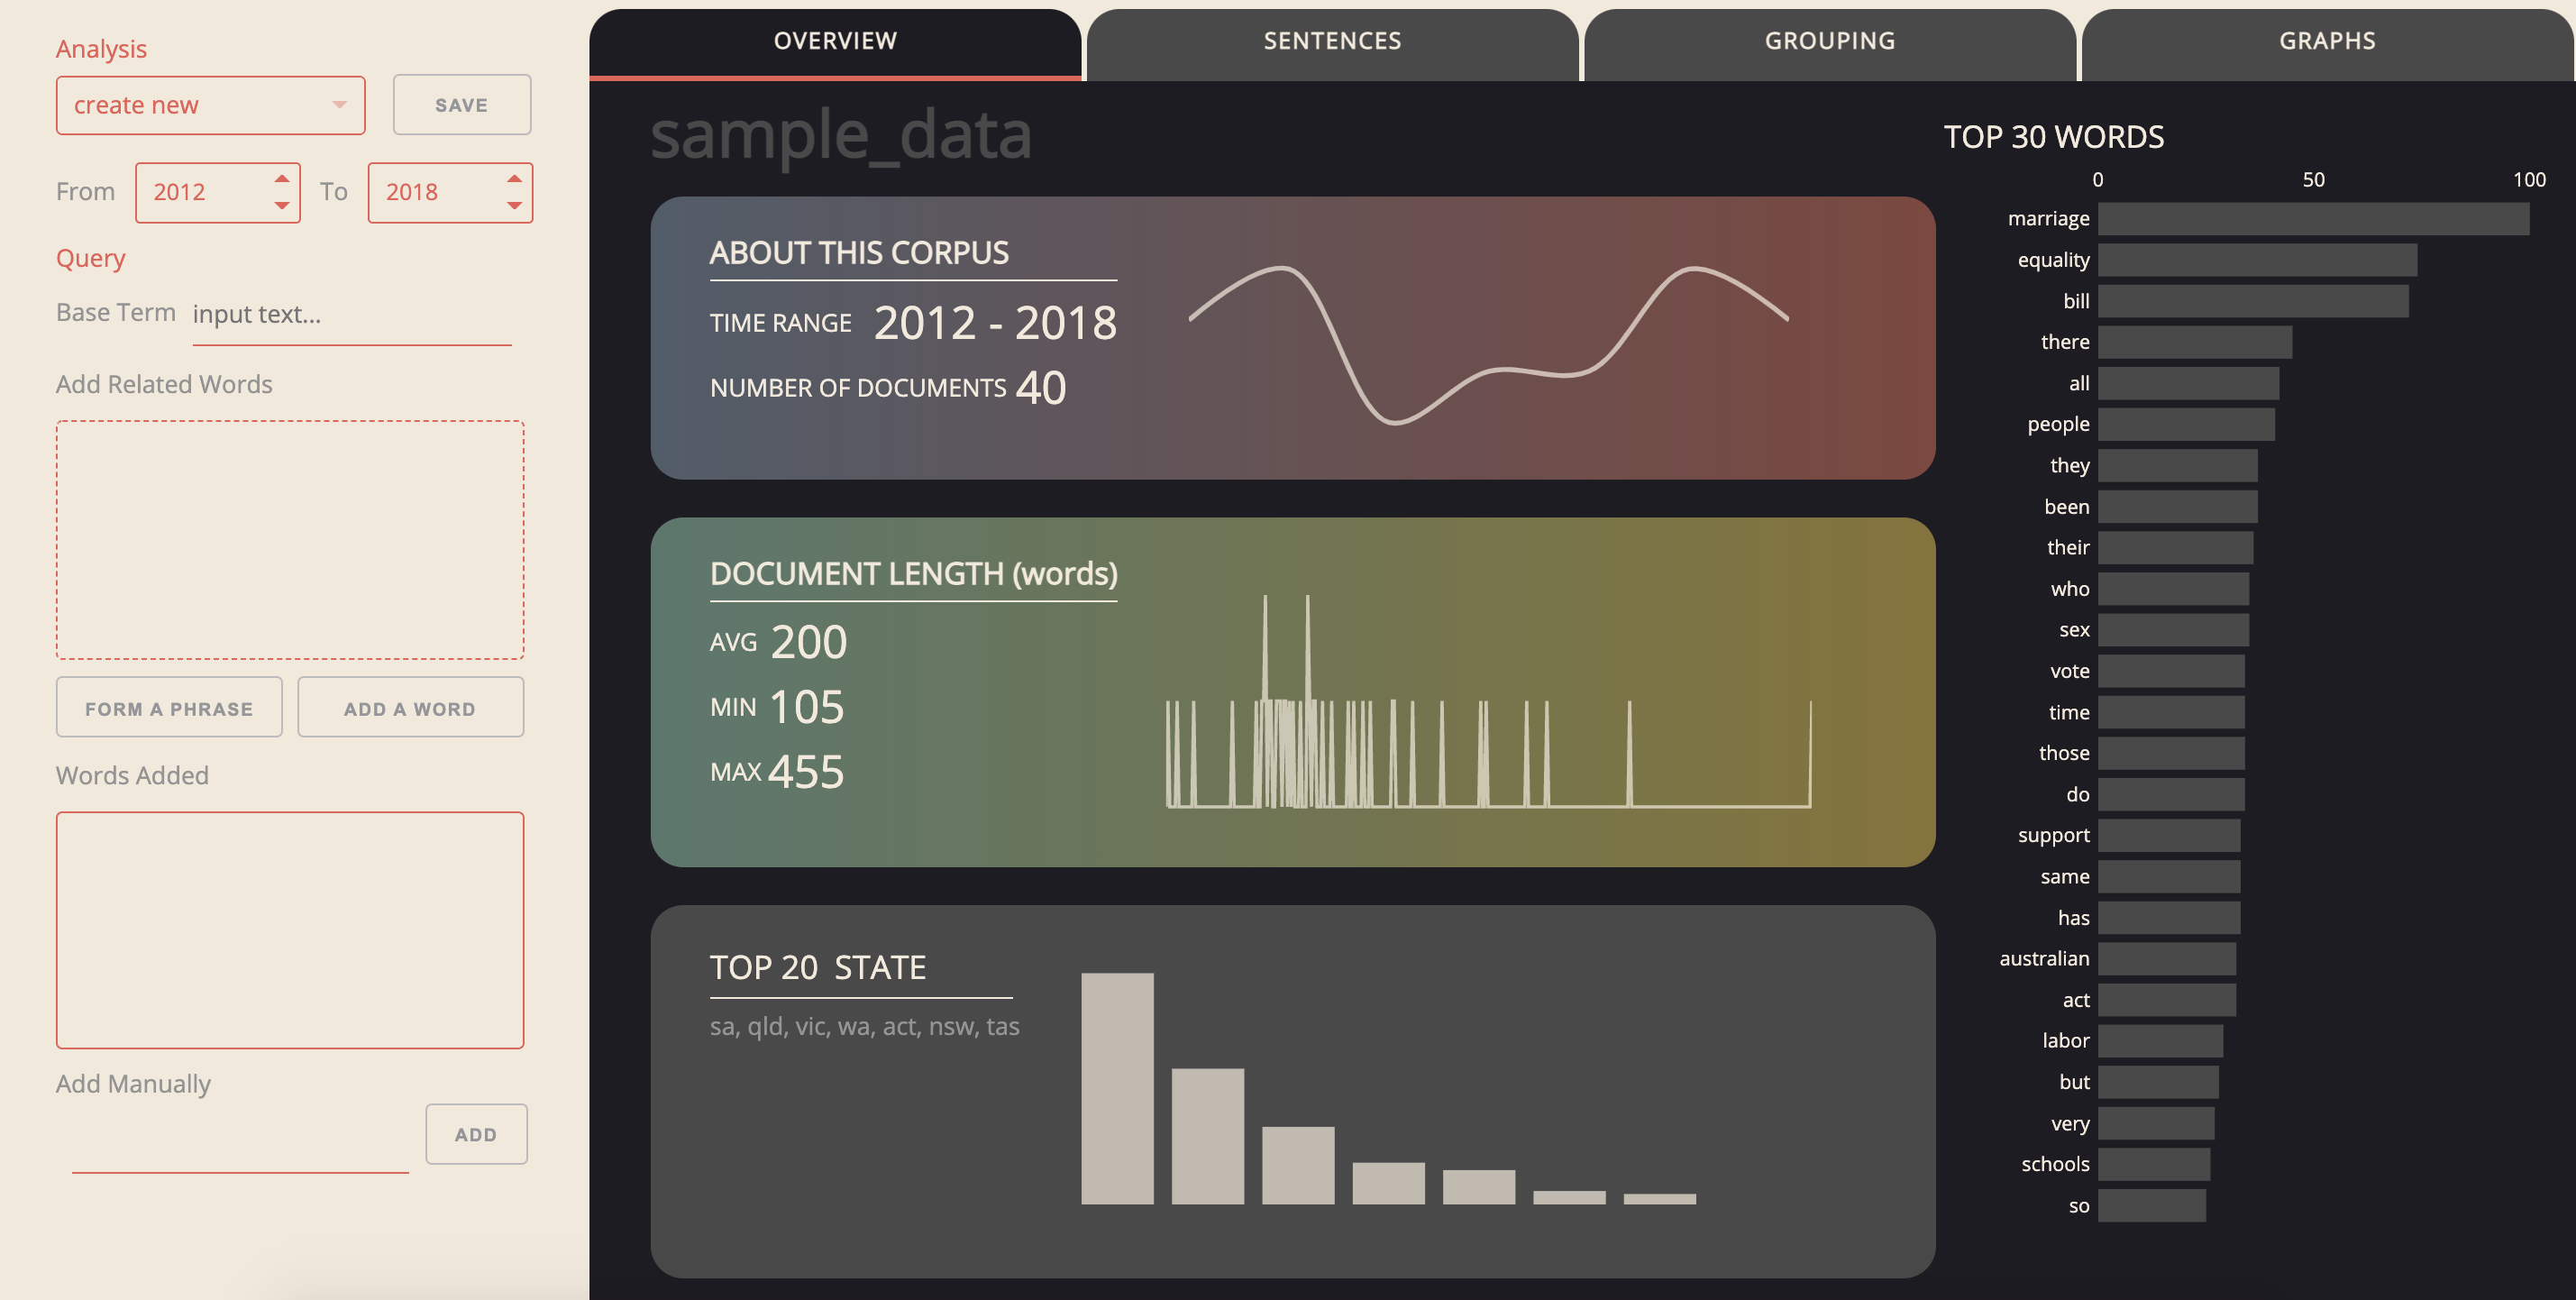 Analysis
create new
SAVE
From 2012 To 2018
Query
Base Term input text...
Add Related Words
FORM A PHRASE
ADD A WORD
Words Added
Add Manually
ADD
OVERVIEW
SENTENCES
GROUPING
GRAPHS
sample_data
ABOUT THIS CORPUS
TIME RANGE 2012 - 2018
NUMBER OF DOCUMENTS 40
DOCUMENT LENGTH (words)
AVG 200
MIN 105
MAX 455
TOP 20 STATE
sa, qld, vic, wa, act, nsw, tas
TOP 30 WORDS
0 50 100
marriage
equality
bill
there
all
people
they
been
their
who
sex
vote
time
those
do
support
same
has
australian
act
labor
but
very
schools
so